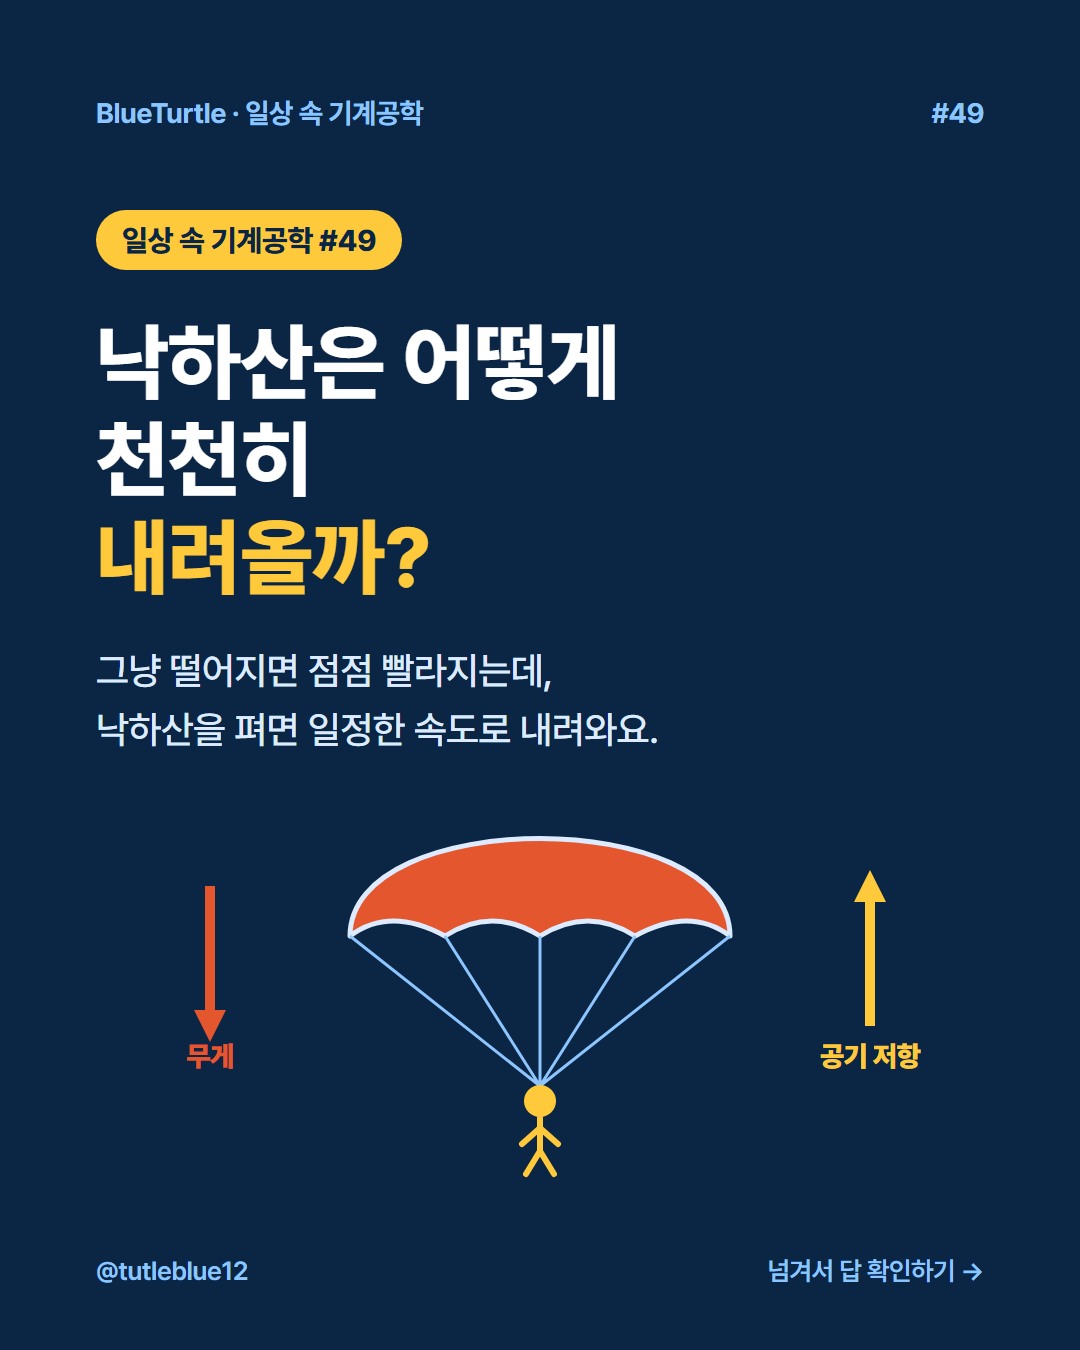 BlueTurtle · 일상 속 기계공학
#49
일상 속 기계공학 #49
낙하산은 어떻게
천천히
내려올까?
그냥 떨어지면 점점 빨라지는데,
낙하산을 펴면 일정한 속도로 내려와요.
무게
공기 저항
@tutleblue12
넘겨서 답 확인하기 →